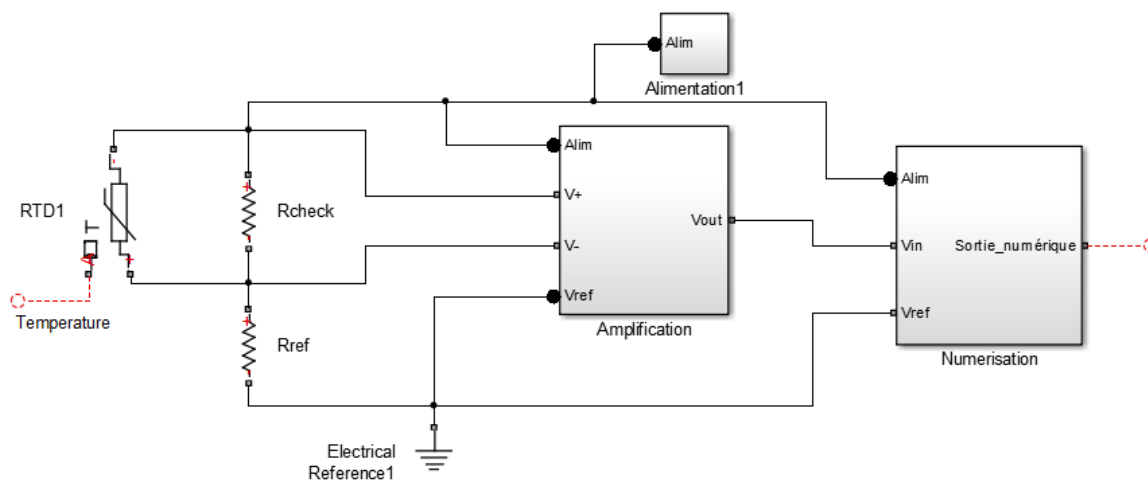 Alim
Alimentation1
Alim
V+
V-
Vref
Vout
Amplification
Alim
Vin
Vref
Sortie_numérique
Numerisation
RTD1
T
Rcheck
Rref
Temperature
Electrical
Reference1